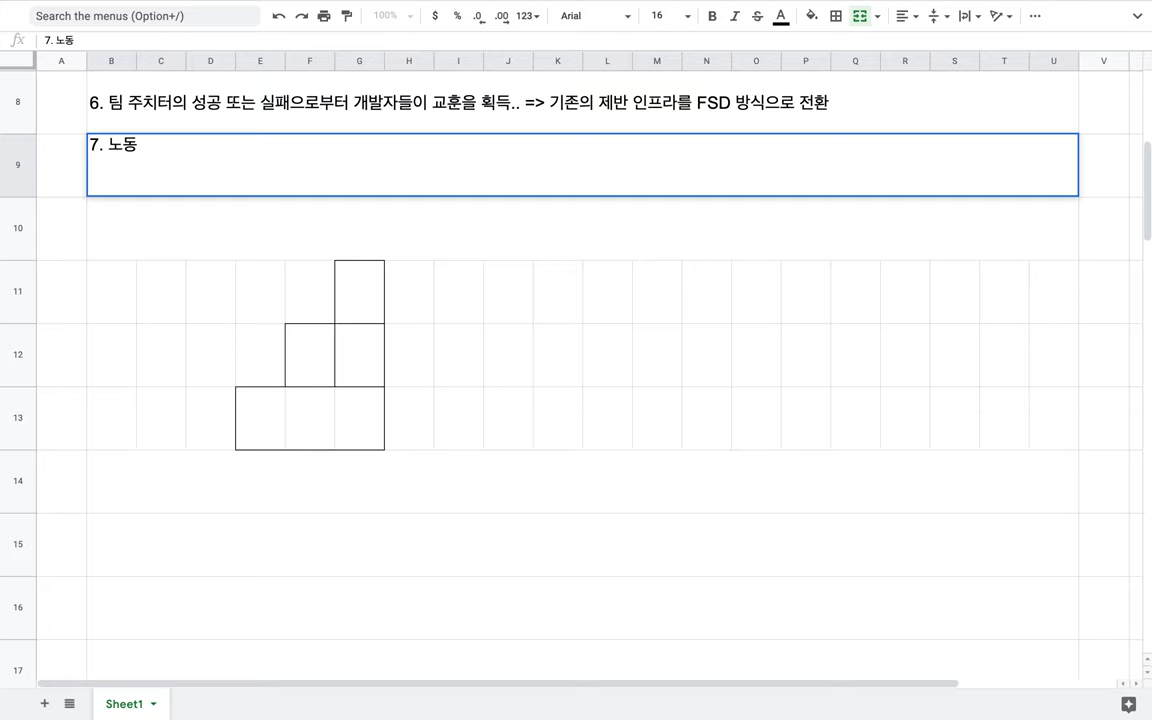 Search the menus (Option+/)
100%
$ % .0 .00 123
Arial
16
B I S A
fx 7. 노동
A B C D E F G H I J K L M N O P Q R S T U V
8 6. 팀 주치터의 성공 또는 실패으로부터 개발자들이 교훈을 획득.. => 기존의 제반 인프라를 FSD 방식으로 전환
9 7. 노동
10
11
12
13
14
15
16
17
Sheet1